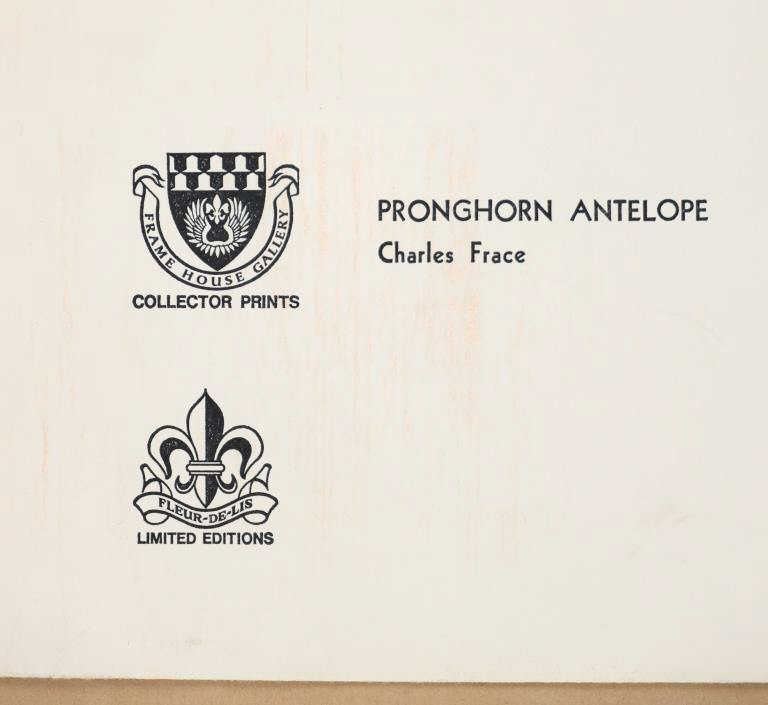 FRAME HOUSE GALLERY
COLLECTOR PRINTS
PRONGHORN ANTELOPE
Charles Frace
FLEUR-DE-LIS
LIMITED EDITIONS